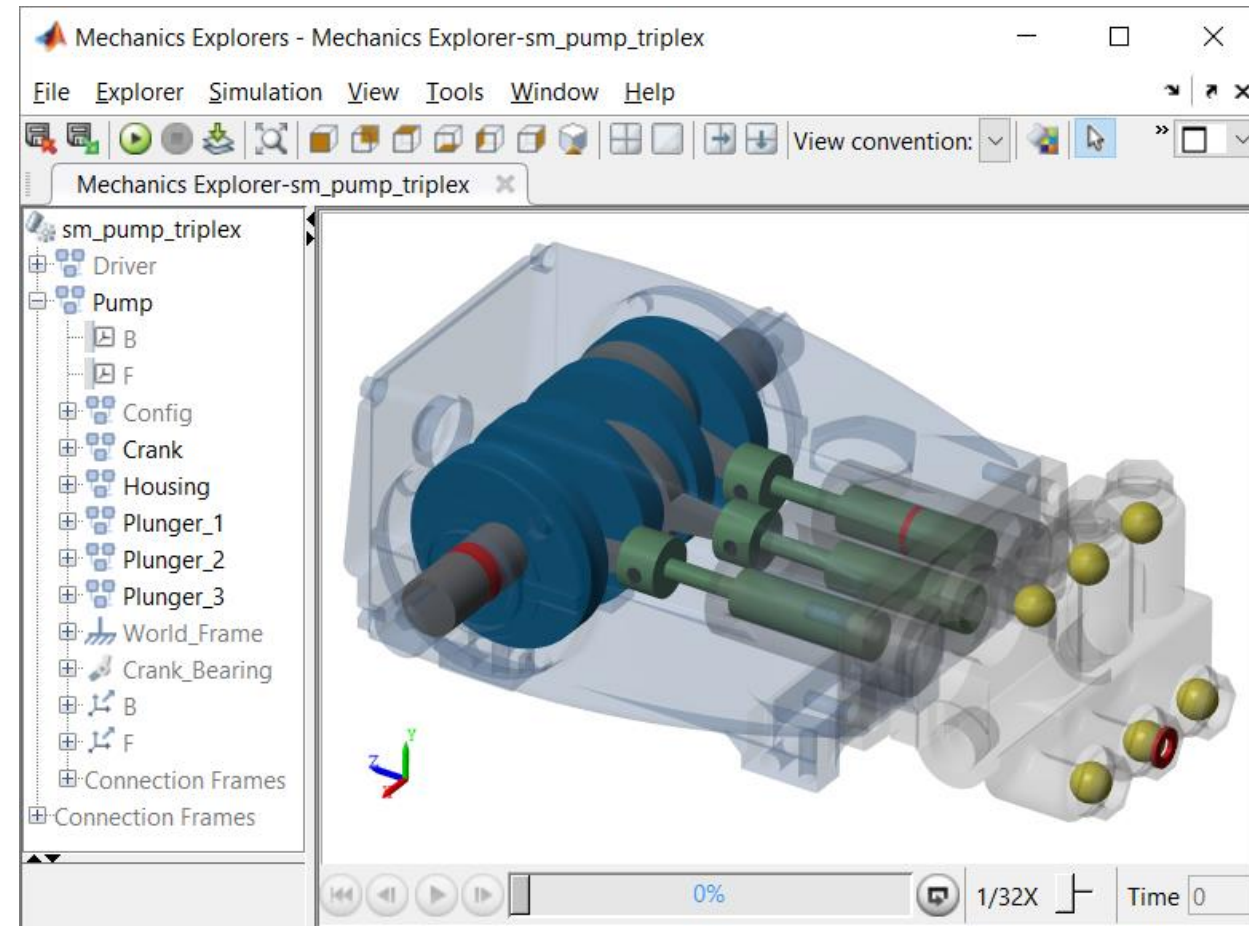 Mechanics Explorers - Mechanics Explorer-sm_pump_triplex
File Explorer Simulation View Tools Window Help
View convention:
»
Mechanics Explorer-sm_pump_triplex
sm_pump_triplex
Driver
Pump
B
F
Config
Crank
Housing
Plunger_1
Plunger_2
Plunger_3
World_Frame
Crank_Bearing
B
F
Connection Frames
Connection Frames
Y
Z
X
0%
1/32X
Time 0